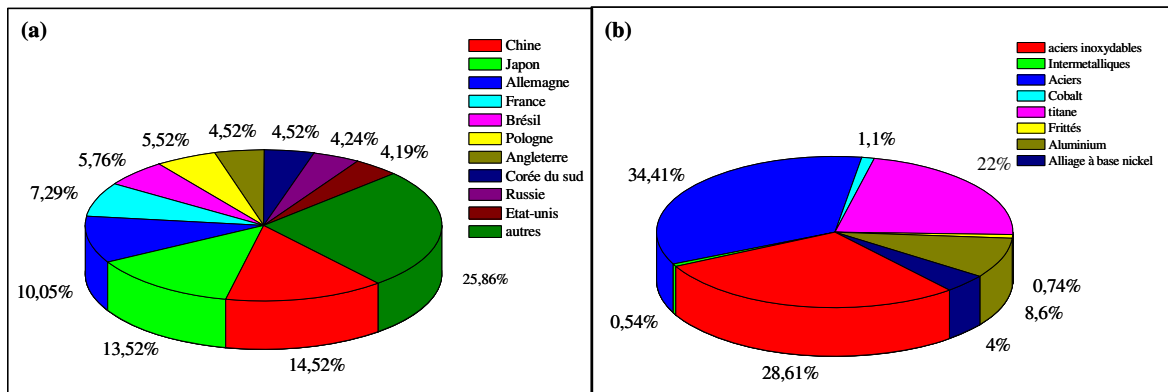 (a)
Chine
Japon
Allemagne
France
Brésil
Pologne
Angleterre
Corée du sud
Russie
Etat-unis
autres
4,52%
4,52%
5,52%
4,24%
5,76%
4,19%
7,29%
10,05%
25,86%
13,52%
14,52%
(b)
aciers inoxydables
Intermetalliques
Aciers
Cobalt
titane
Frittés
Aluminium
Alliage à base nickel
1,1%
22%
34,41%
0,74%
8,6%
0,54%
4%
28,61%